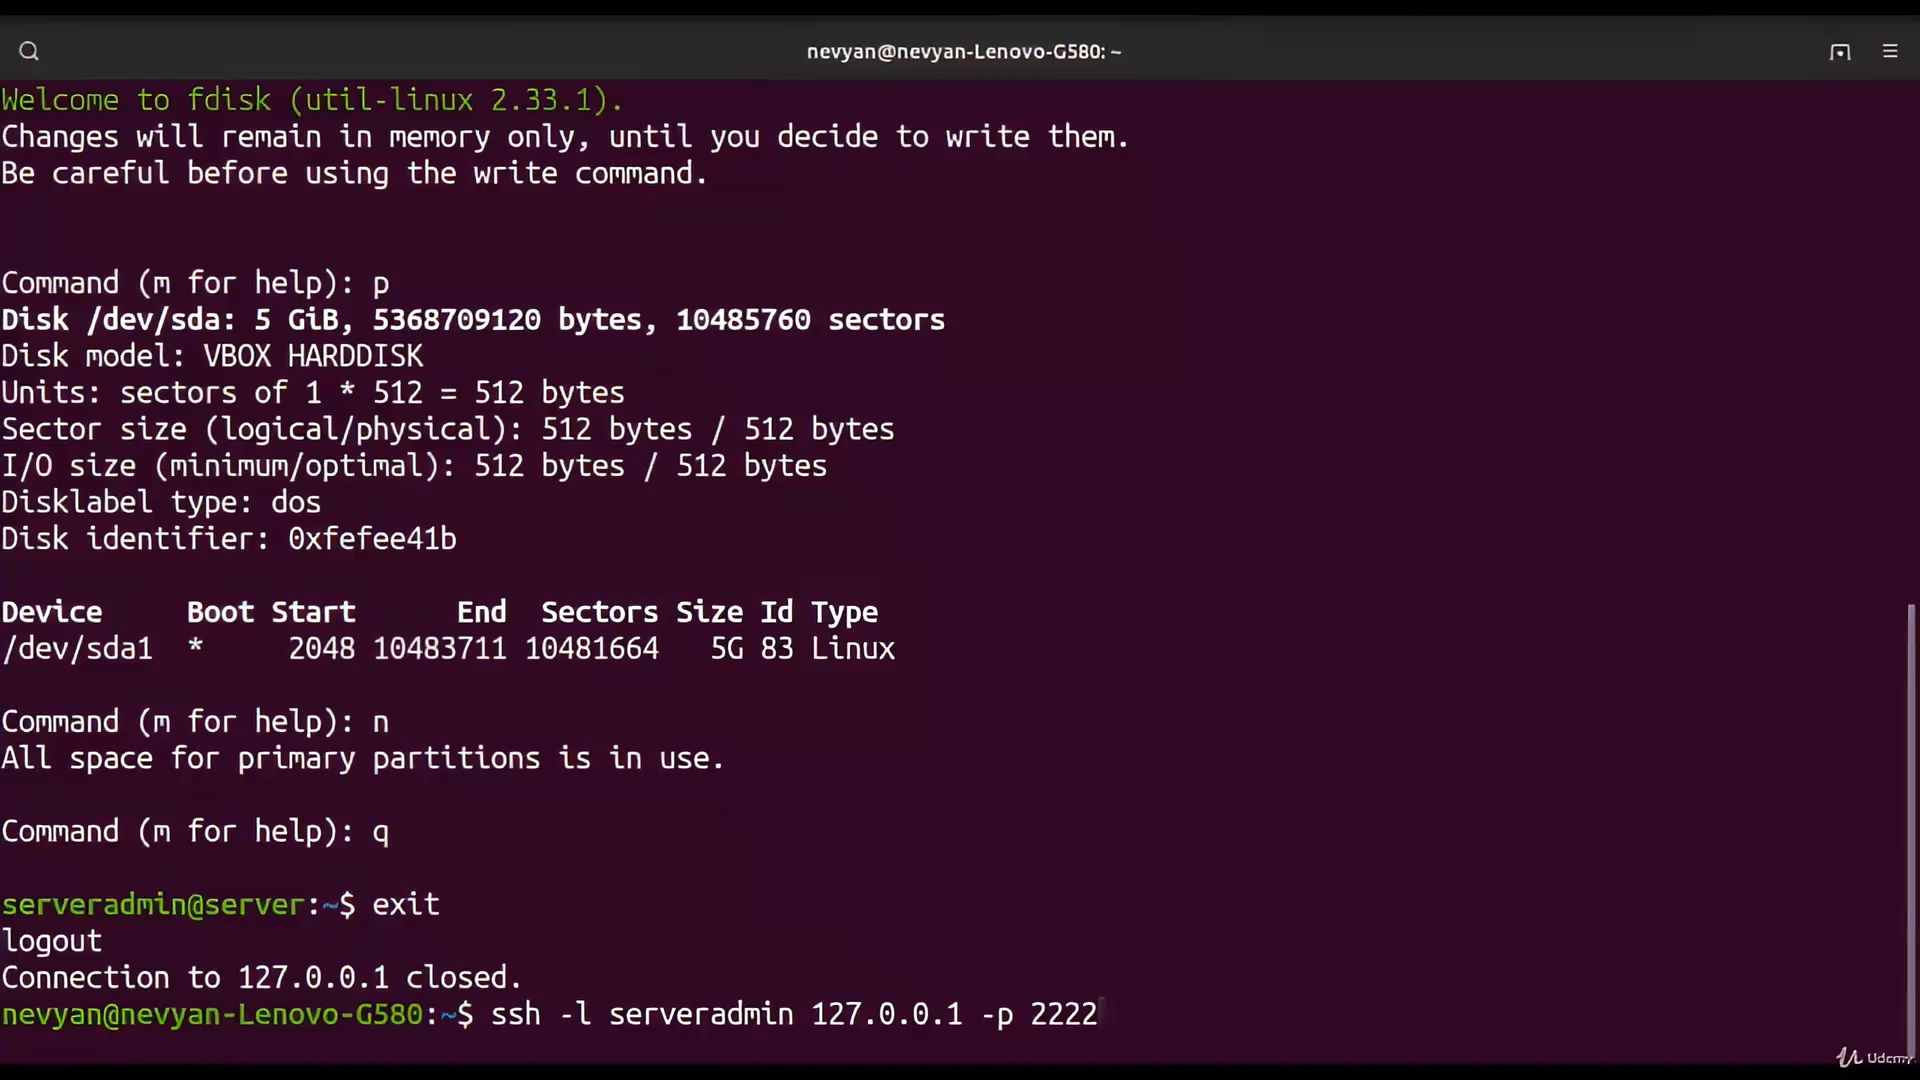 nevyan@nevyan-Lenovo-G580: ~
Welcome to fdisk (util-linux 2.33.1).
Changes will remain in memory only, until you decide to write them.
Be careful before using the write command.
Command (m for help): p
Disk /dev/sda: 5 GiB, 5368709120 bytes, 10485760 sectors
Disk model: VBOX HARDDISK
Units: sectors of 1 * 512 = 512 bytes
Sector size (logical/physical): 512 bytes / 512 bytes
I/O size (minimum/optimal): 512 bytes / 512 bytes
Disklabel type: dos
Disk identifier: 0xfefee41b
Device     Boot Start      End  Sectors Size Id Type
/dev/sda1  *     2048 10483711 10481664   5G 83 Linux
Command (m for help): n
All space for primary partitions is in use.
Command (m for help): q
serveradmin@server:~$ exit
logout
Connection to 127.0.0.1 closed.
nevyan@nevyan-Lenovo-G580:~$ ssh -l serveradmin 127.0.0.1 -p 2222
Udemy